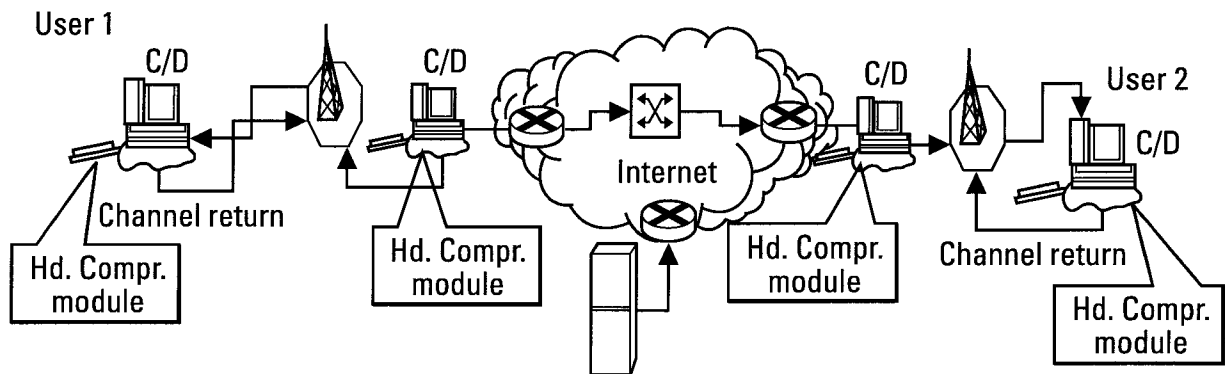 User 1
C/D
C/D
C/D
User 2
C/D
Internet
Channel return
Channel return
Hd. Compr.
module
Hd. Compr.
module
Hd. Compr.
module
Hd. Compr.
module